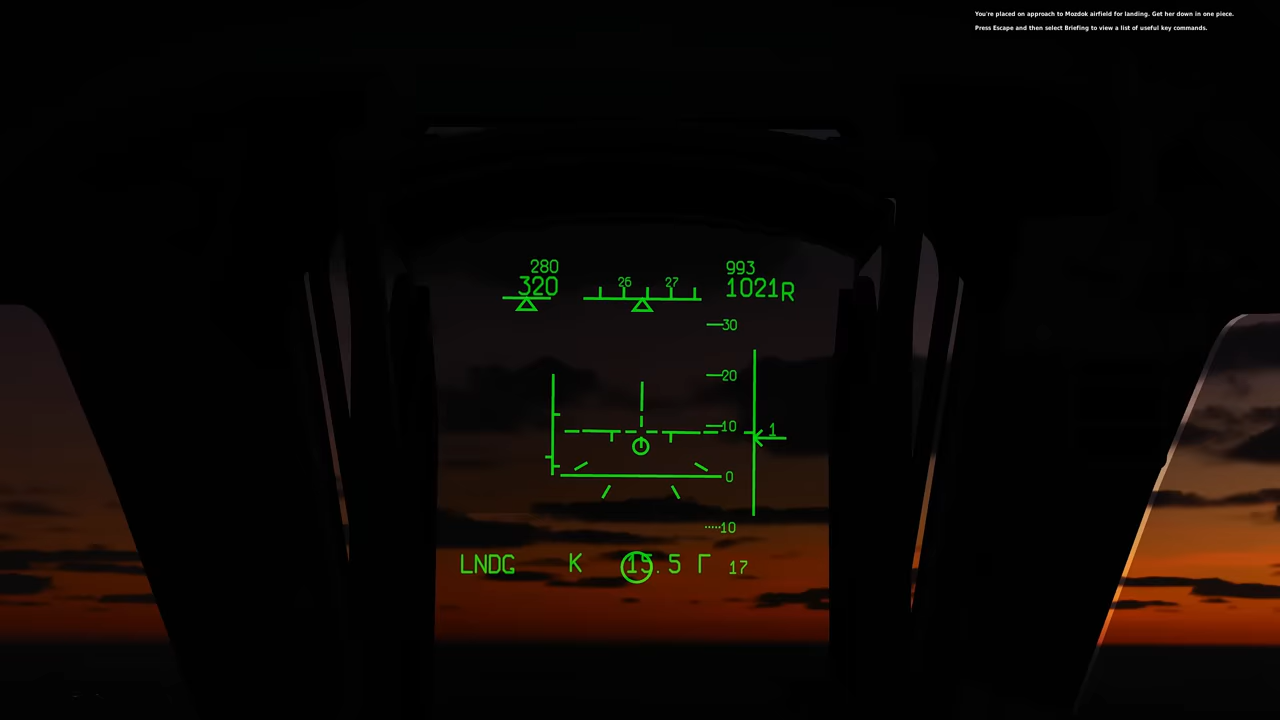 You're placed on approach to Mozdok airfield for landing. Get her down in one piece.
Press Escape and then select Briefing to view a list of useful key commands.
280 993
320 26 27 1021R
30
20
10
1
0
10
LNDG K 15.5 Г 17